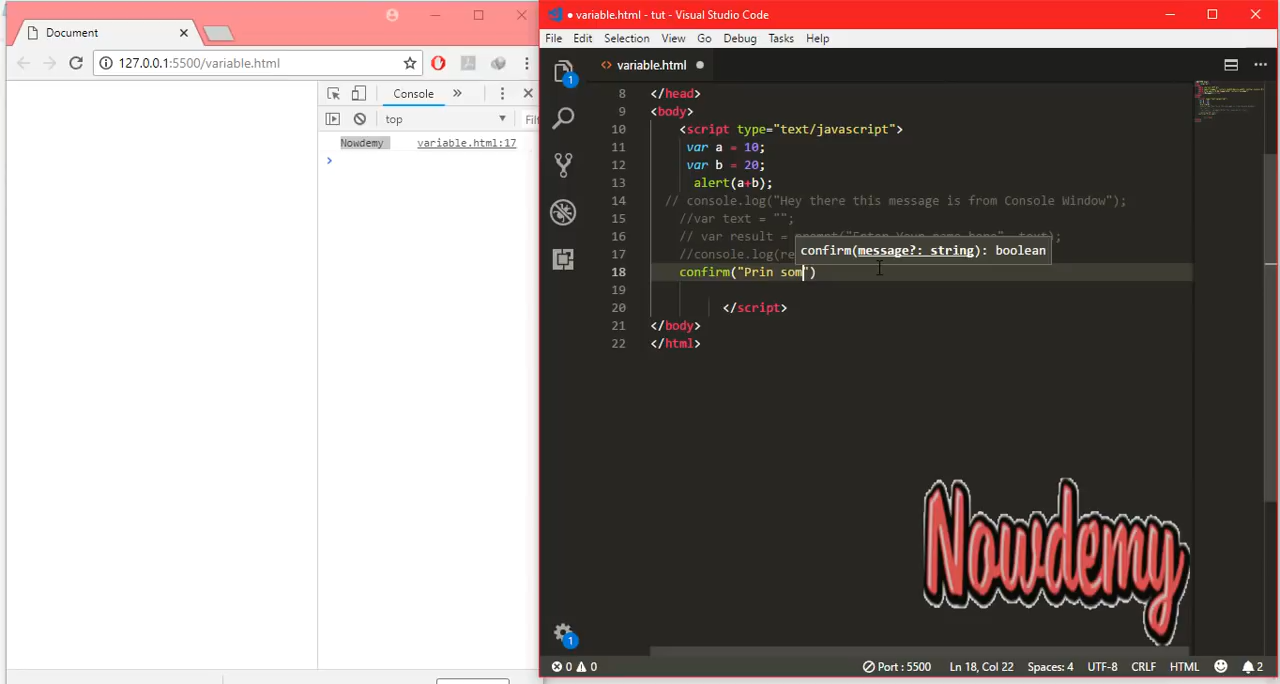 Document
127.0.0.1:5500/variable.html
Console
top
Fil
Nowdemy variable.html:17
variable.html - tut - Visual Studio Code
File Edit Selection View Go Debug Tasks Help
variable.html
8 </head>
9 <body>
10 <script type="text/javascript">
11 var a = 10;
12 var b = 20;
13 alert(a+b);
14 // console.log("Hey there this message is from Console Window");
15 //var text = "";
16 // var result = prompt("Enter Your name here", text);
17 //console.log(re
confirm(message?: string): boolean
18 confirm("Prin som")
19
20 </script>
21 </body>
22 </html>
Nowdemy
1
1
0 0
Port : 5500 Ln 18, Col 22 Spaces: 4 UTF-8 CRLF HTML 2